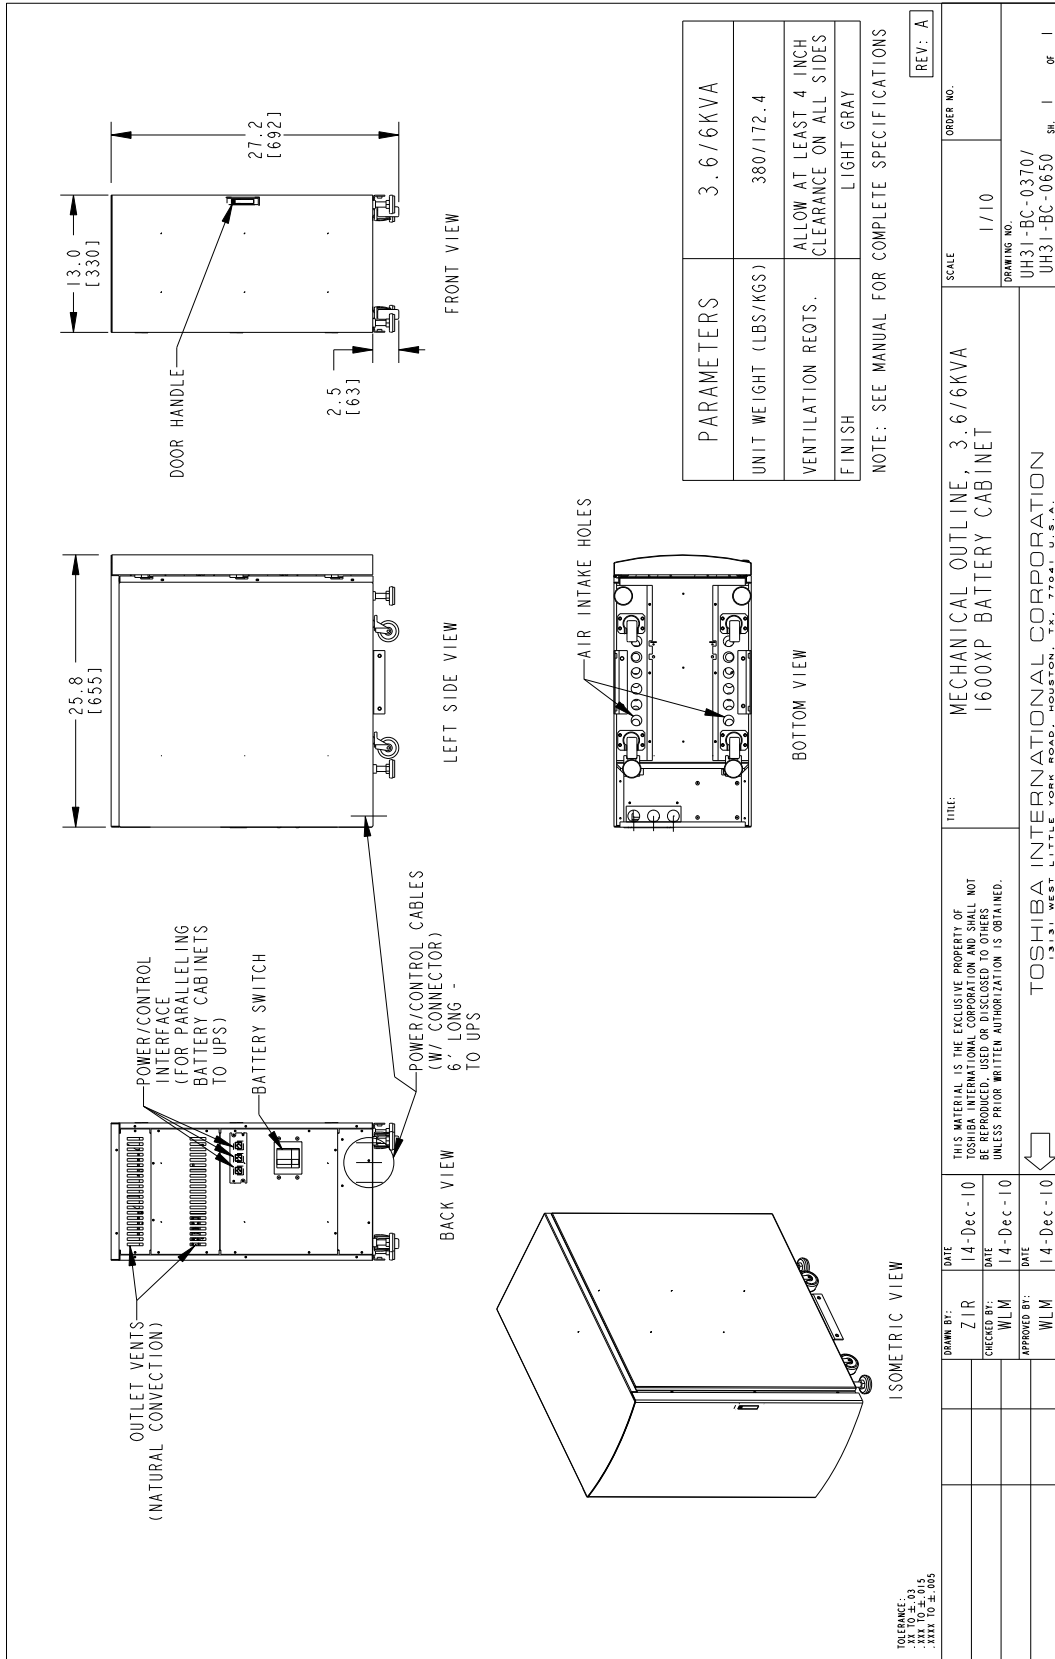 OUTLET VENTS
(NATURAL CONVECTION)
POWER/CONTROL
INTERFACE
(FOR PARALLELING
BATTERY CABINETS
TO UPS)
BATTERY SWITCH
POWER/CONTROL CABLES
(W/ CONNECTOR)
6' LONG -
TO UPS
BACK VIEW
25.8
[655]
LEFT SIDE VIEW
DOOR HANDLE
13.0
[330]
27.2
[692]
2.5
[63]
FRONT VIEW
ISOMETRIC VIEW
AIR INTAKE HOLES
BOTTOM VIEW
PARAMETERS
3.6/6KVA
UNIT WEIGHT (LBS/KGS)
380/172.4
VENTILATION REQTS.
ALLOW AT LEAST 4 INCH
CLEARANCE ON ALL SIDES
FINISH
LIGHT GRAY
NOTE: SEE MANUAL FOR COMPLETE SPECIFICATIONS
REV: A
TOLERANCE:
.XX TO ±.03
.XXX TO ±.015
.XXXX TO ±.005
DRAWN BY:
ZIR
DATE
14-Dec-10
CHECKED BY:
WLM
DATE
14-Dec-10
APPROVED BY:
WLM
DATE
14-Dec-10
THIS MATERIAL IS THE EXCLUSIVE PROPERTY OF
TOSHIBA INTERNATIONAL CORPORATION AND SHALL NOT
BE REPRODUCED, USED OR DISCLOSED TO OTHERS
UNLESS PRIOR WRITTEN AUTHORIZATION IS OBTAINED.
TITLE:
MECHANICAL OUTLINE, 3.6/6KVA
1600XP BATTERY CABINET
TOSHIBA INTERNATIONAL CORPORATION
13131 WEST LITTLE YORK ROAD, HOUSTON, TX. 77041 U.S.A.
SCALE
1/10
ORDER NO.
DRAWING NO.
UH31-BC-0370/
UH31-BC-0650
SH. 1 OF 1